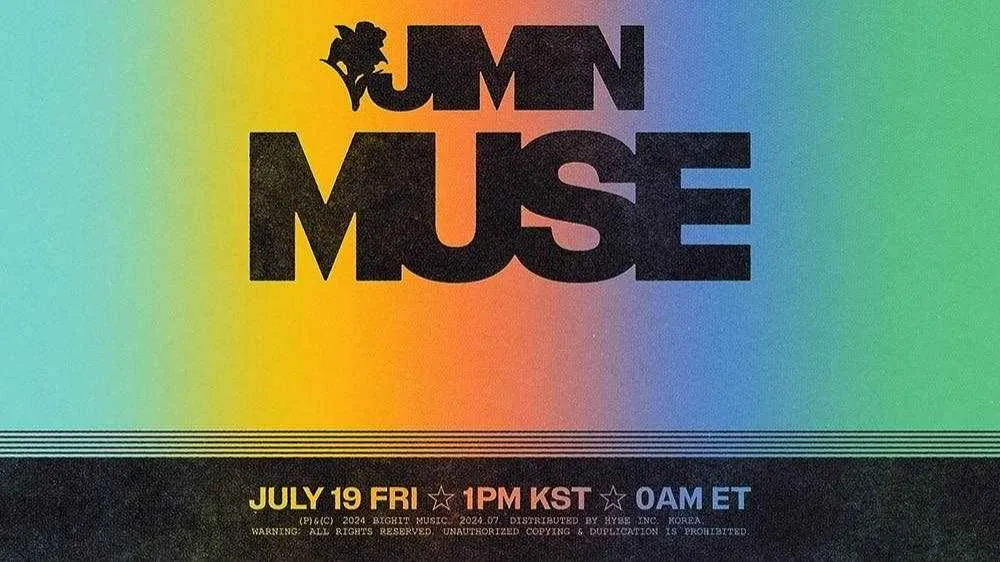 JIMIN
MUSE
JULY 19 FRI ☆ 1PM KST ☆ 0AM ET
(P)&(C) 2024 BIGHIT MUSIC. 2024.07. DISTRIBUTED BY HYBE INC. KOREA
WARNING: ALL RIGHTS RESERVED. UNAUTHORIZED COPYING & DUPLICATION IS PROHIBITED.